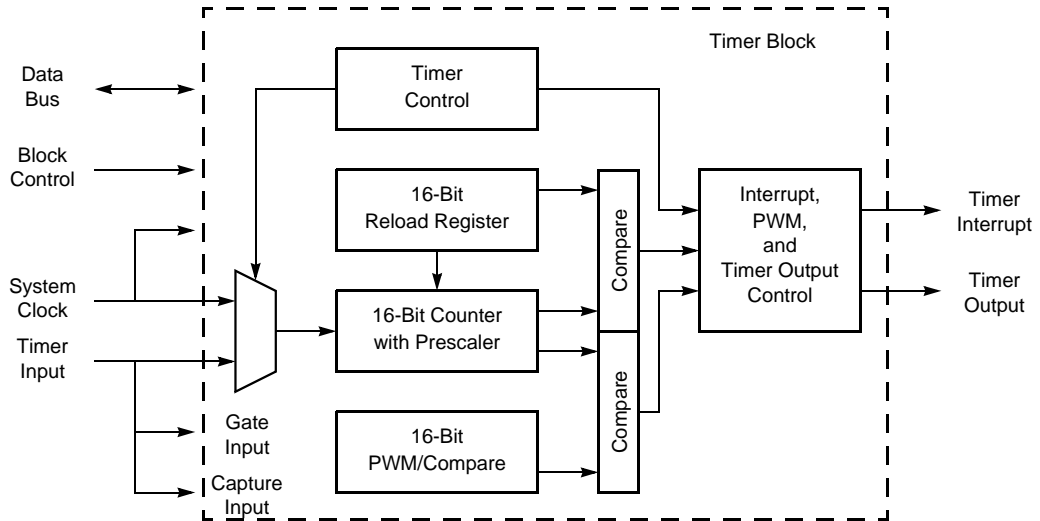 Timer Block
Data
Bus
Timer
Control
Block
Control
16-Bit
Reload Register
Compare
Interrupt,
PWM,
and
Timer Output
Control
Timer
Interrupt
System
Clock
16-Bit Counter
with Prescaler
Timer
Output
Timer
Input
Compare
Gate
Input
16-Bit
PWM/Compare
Capture
Input